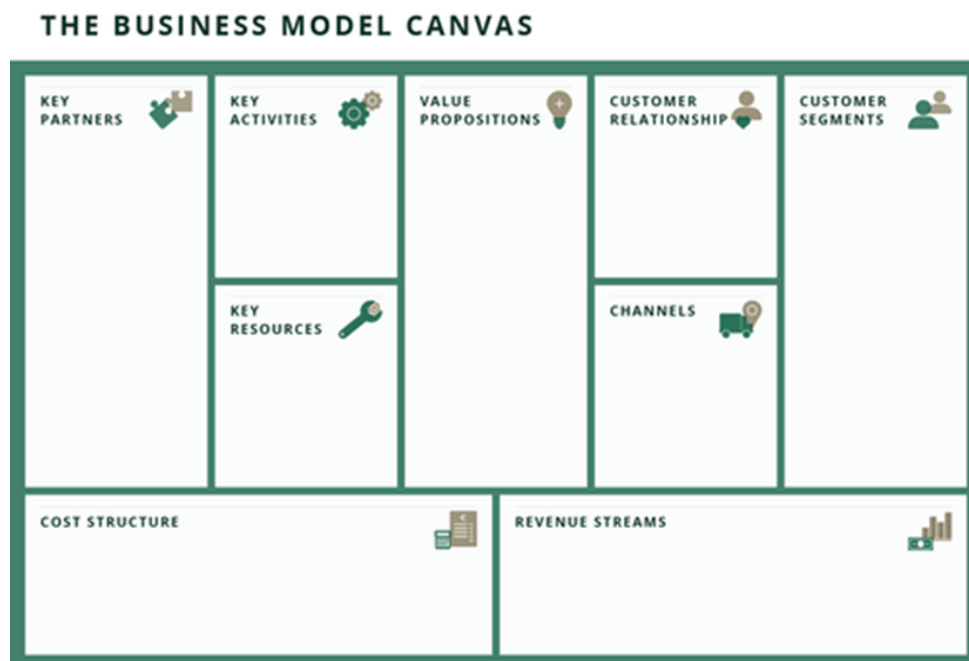 THE BUSINESS MODEL CANVAS
KEY
PARTNERS
KEY
ACTIVITIES
VALUE
PROPOSITIONS
CUSTOMER
RELATIONSHIP
CUSTOMER
SEGMENTS
KEY
RESOURCES
CHANNELS
COST STRUCTURE
REVENUE STREAMS